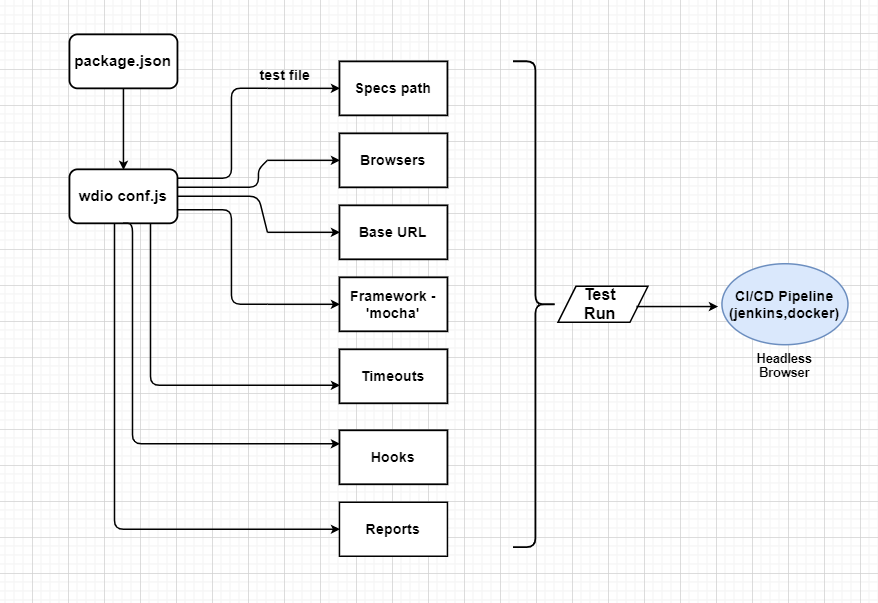 package.json
test file
Specs path
Browsers
wdio conf.js
Base URL
Framework -
'mocha'
Timeouts
Hooks
Reports
Test
Run
CI/CD Pipeline
(jenkins,docker)
Headless
Browser